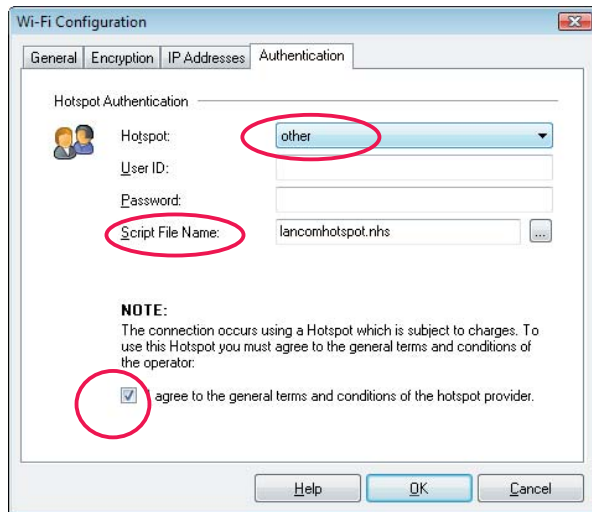 Wi-Fi Configuration
General Encryption IP Addresses Authentication
Hotspot Authentication
Hotspot: other
User ID:
Password:
Script File Name: lancomhotspot.nhs ...
NOTE:
The connection occurs using a Hotspot which is subject to charges. To
use this Hotspot you must agree to the general terms and conditions of
the operator:
agree to the general terms and conditions of the hotspot provider.
Help OK Cancel